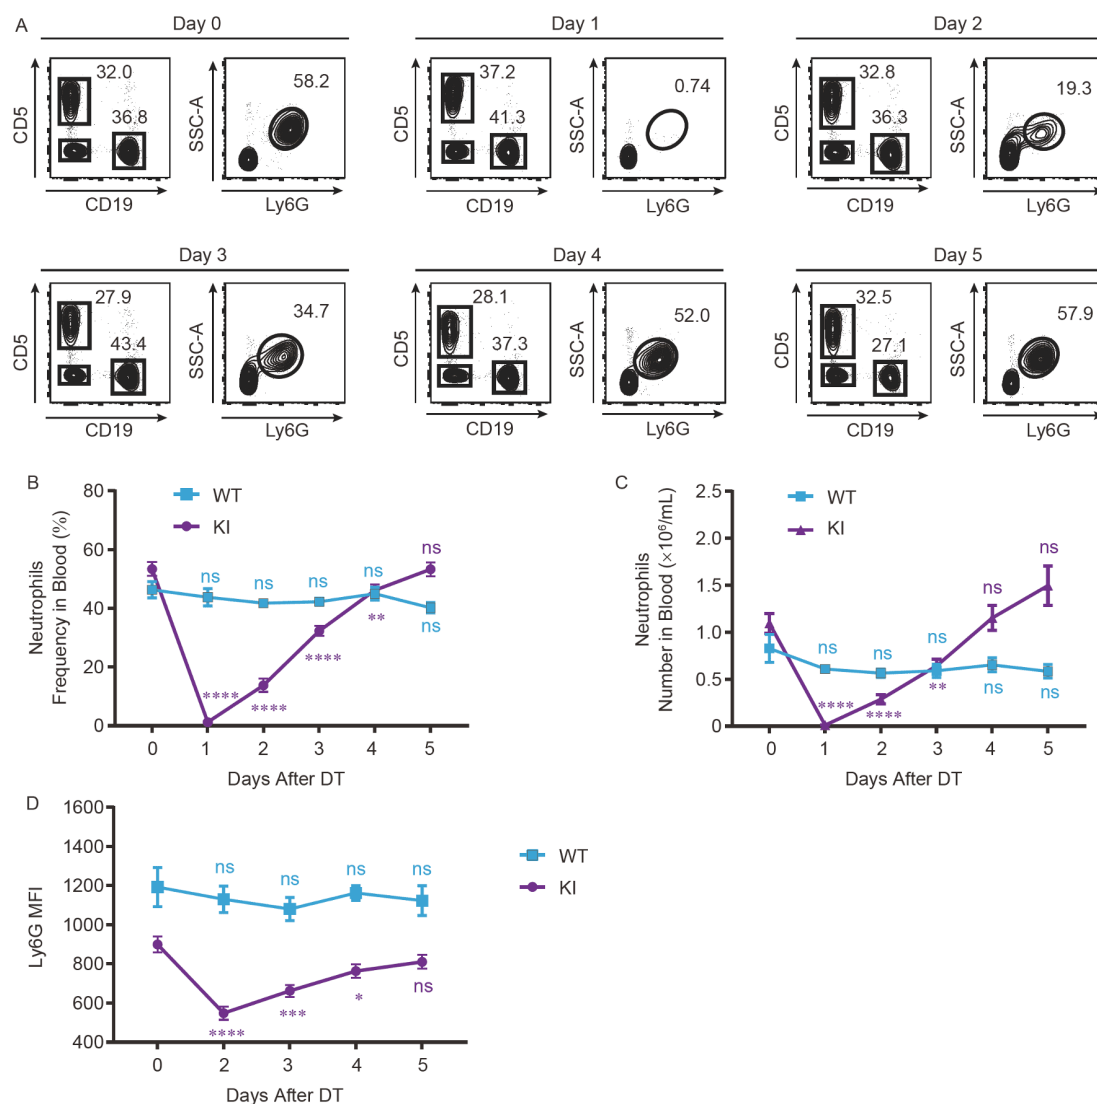 A
Day 0
Day 1
Day 2
32.0
36.8
CD5
CD19
58.2
SSC-A
Ly6G
37.2
41.3
CD5
CD19
0.74
SSC-A
Ly6G
32.8
36.3
CD5
CD19
19.3
SSC-A
Ly6G
Day 3
Day 4
Day 5
27.9
43.4
CD5
CD19
34.7
SSC-A
Ly6G
28.1
37.3
CD5
CD19
52.0
SSC-A
Ly6G
32.5
27.1
CD5
CD19
57.9
SSC-A
Ly6G
B
WT
KI
Neutrophils
Frequency in Blood (%)
80
60
40
20
0
ns
ns
ns
ns
ns
ns
****
****
****
**
0 1 2 3 4 5
Days After DT
C
WT
KI
Neutrophils
Number in Blood (×10⁶/mL)
2.5
2.0
1.5
1.0
0.5
0
ns
ns
ns
ns
ns
ns
ns
****
****
**
0 1 2 3 4 5
Days After DT
D
WT
KI
Ly6G MFI
1600
1400
1200
1000
800
600
400
ns
ns
ns
ns
****
***
*
ns
0 2 3 4 5
Days After DT